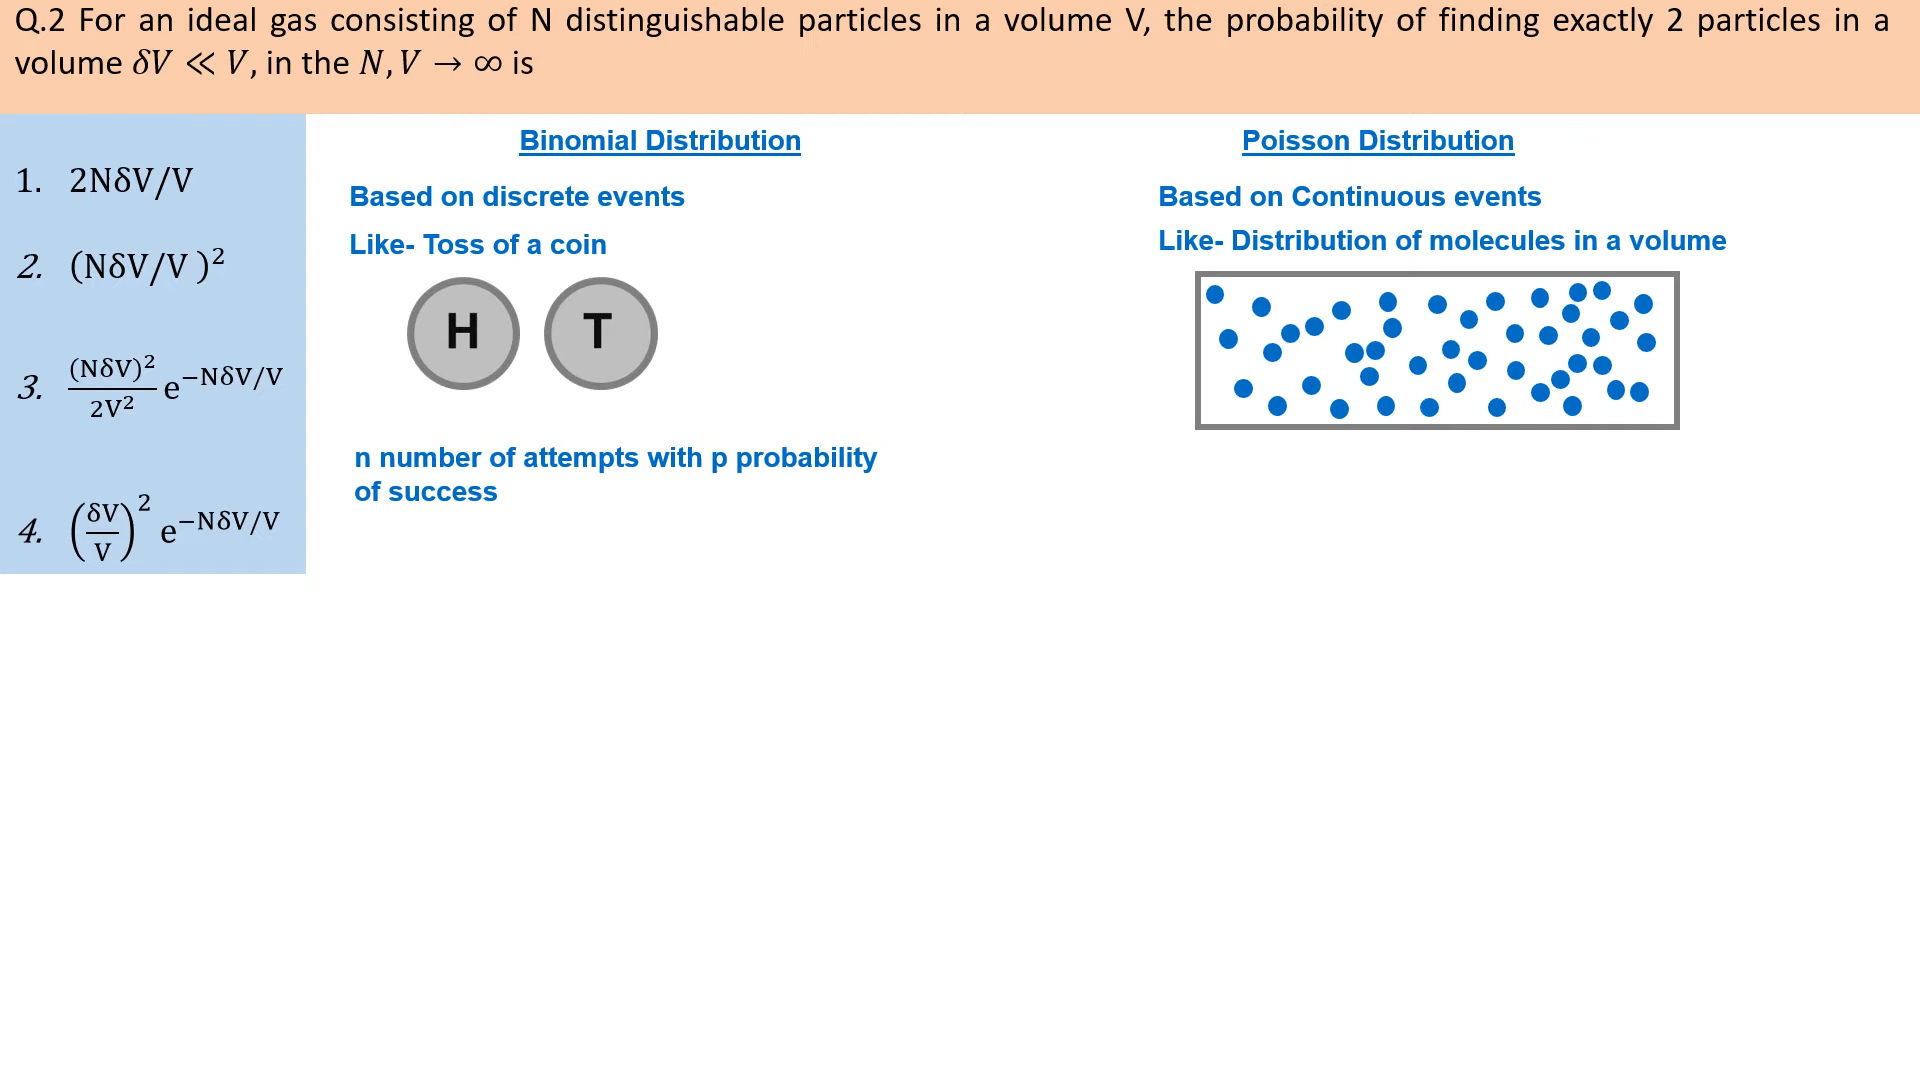 Q.2 For an ideal gas consisting of N distinguishable particles in a volume V, the probability of finding exactly 2 particles in a
volume δV ≪ V, in the N, V → ∞ is
1. 2NδV/V
2. (NδV/V )²
3. (NδV)²/2V² e^−NδV/V
4. (δV/V)² e^−NδV/V
Binomial Distribution
Based on discrete events
Like- Toss of a coin
H T
n number of attempts with p probability
of success
Poisson Distribution
Based on Continuous events
Like- Distribution of molecules in a volume